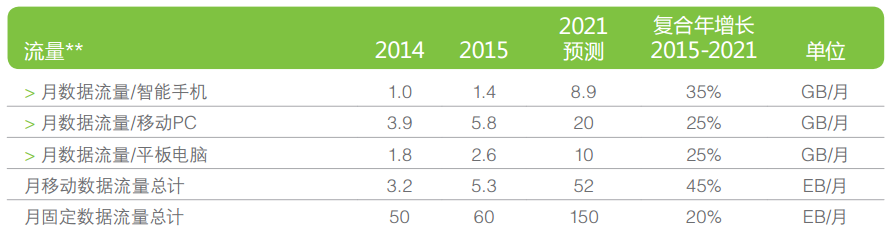 流量** 2014 2015 2021 预测 复合年增长 2015-2021 单位
> 月数据流量/智能手机 1.0 1.4 8.9 35% GB/月
> 月数据流量/移动PC 3.9 5.8 20 25% GB/月
> 月数据流量/平板电脑 1.8 2.6 10 25% GB/月
月移动数据流量总计 3.2 5.3 52 45% EB/月
月固定数据流量总计 50 60 150 20% EB/月